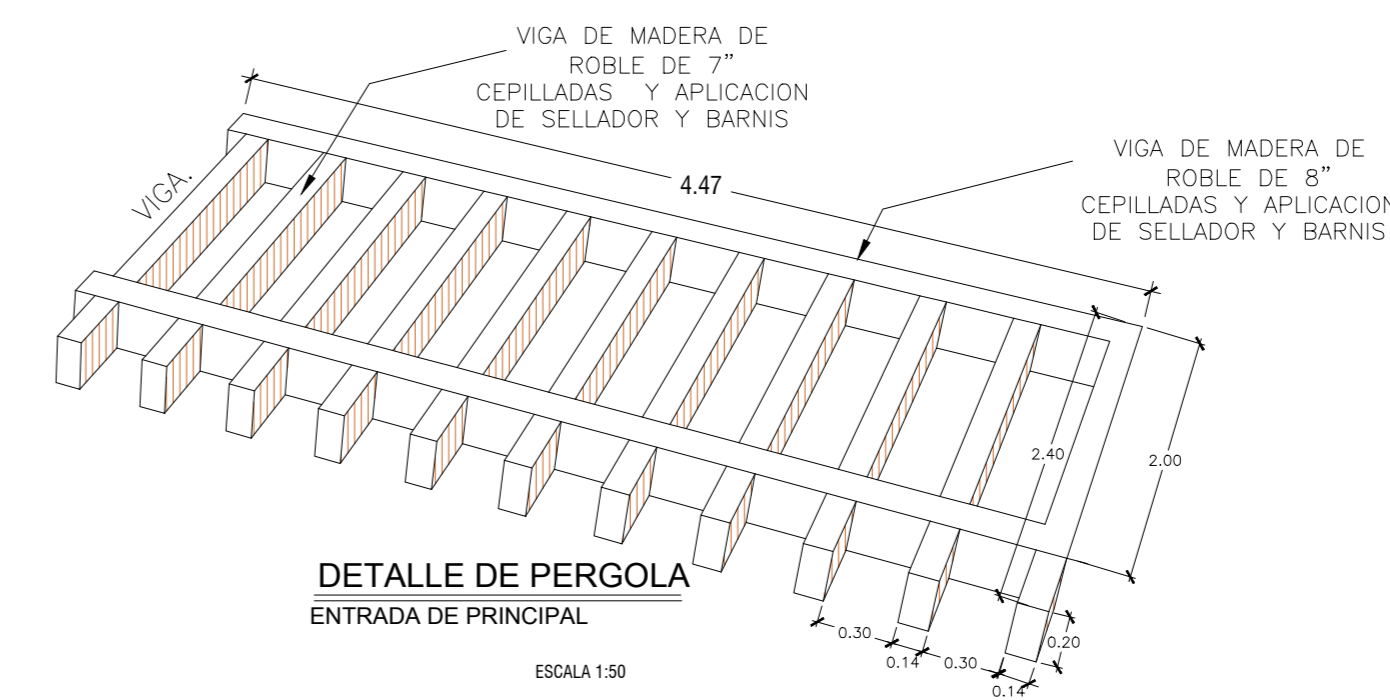 VIGA DE MADERA DE
ROBLE DE 7”
CEPILLADAS Y APLICACION
DE SELLADOR Y BARNIS
VIGA DE MADERA DE
ROBLE DE 8”
CEPILLADAS Y APLICACION
DE SELLADOR Y BARNIS
4.47
VIGA.
2.40
2.00
DETALLE DE PERGOLA
ENTRADA DE PRINCIPAL
0.30
0.14
0.30
0.14
0.20
ESCALA 1:50